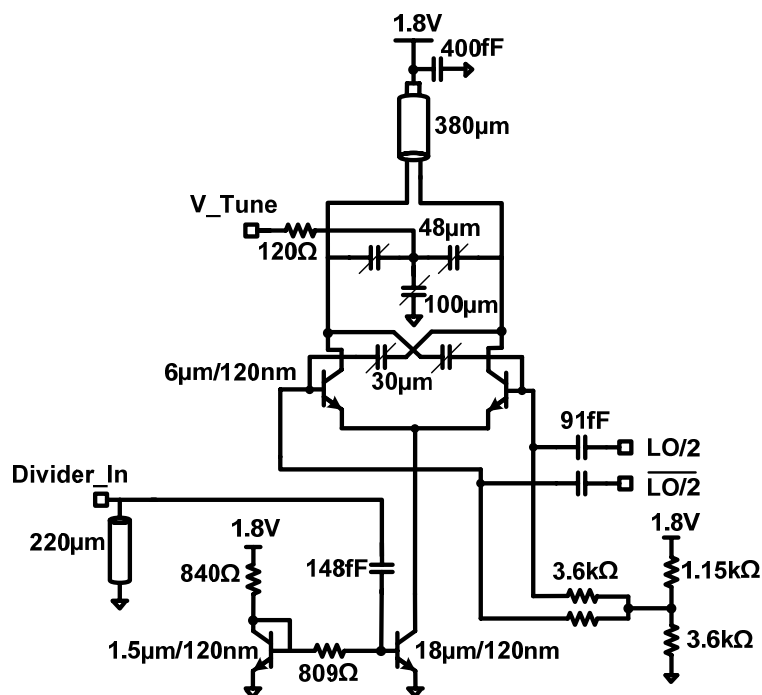 1.8V
400fF
380µm
V_Tune
120Ω
48µm
100µm
6µm/120nm
30µm
91fF
LO/2
LO/2
Divider_In
220µm
1.8V
840Ω
148fF
1.8V
3.6kΩ
1.15kΩ
3.6kΩ
1.5µm/120nm
809Ω
18µm/120nm